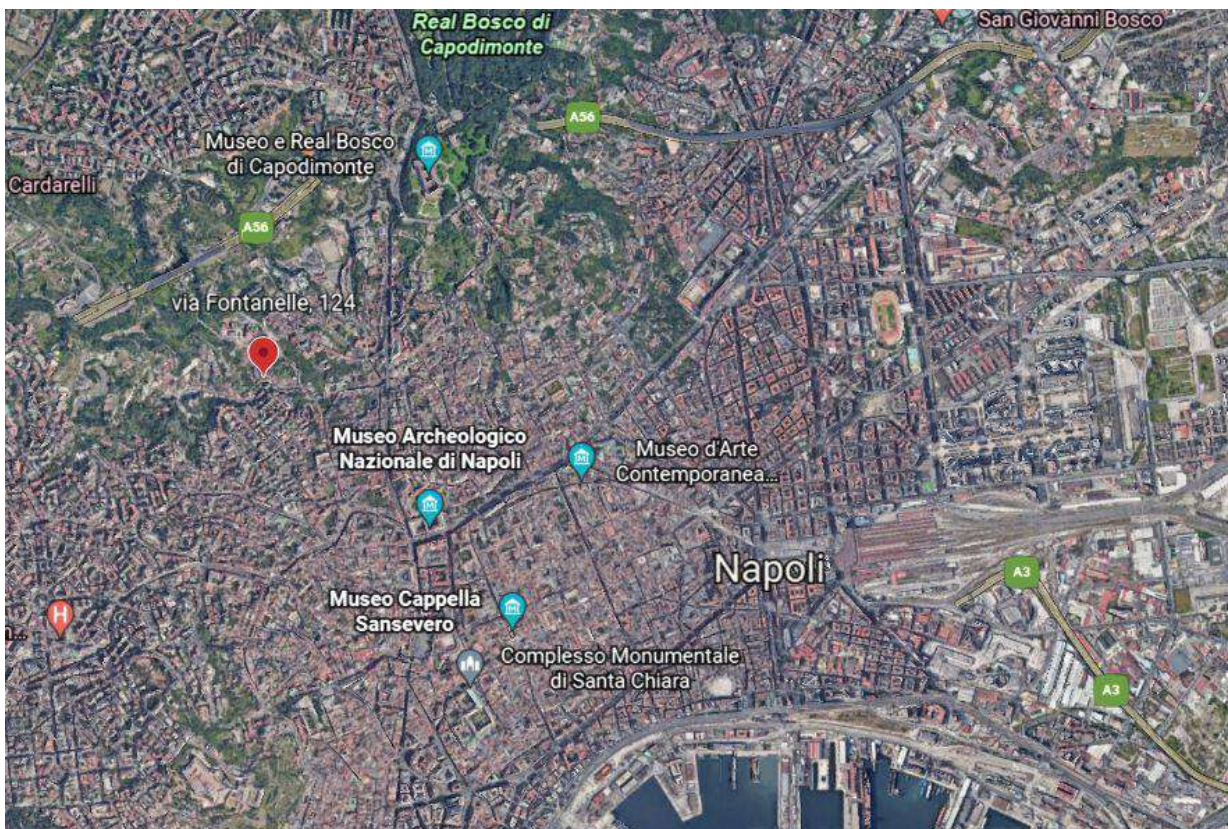 Real Bosco di
Capodimonte
San Giovanni Bosco
A56
Museo e Real Bosco
di Capodimonte
Cardarelli
A56
via Fontanelle, 124
Museo Archeologico
Nazionale di Napoli
Museo d'Arte
Contemporanea...
Napoli
A3
Museo Cappella
Sansevero
H
Complesso Monumentale
di Santa Chiara
A3